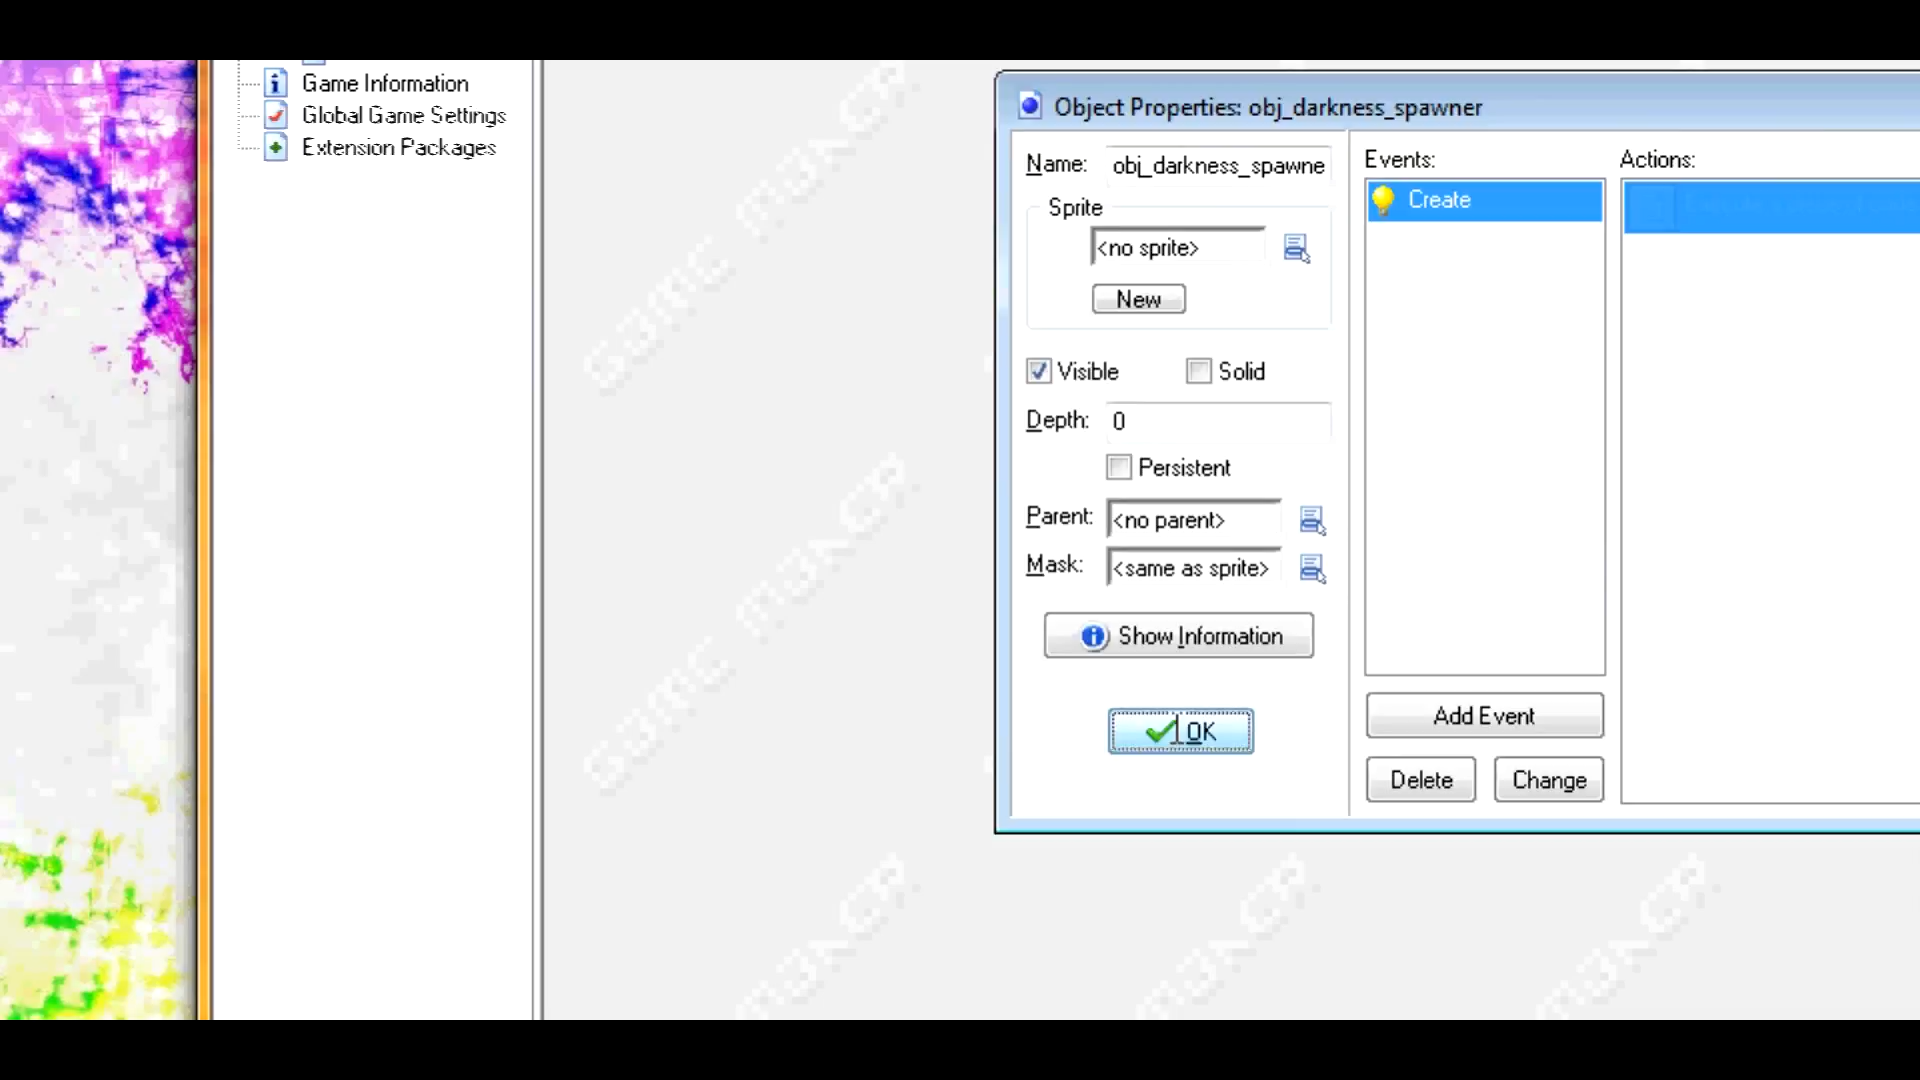 Game Information
Global Game Settings
Extension Packages
Object Properties: obj_darkness_spawner
Name: obj_darkness_spawne
Sprite
<no sprite>
New
Visible
Solid
Depth: 0
Persistent
Parent: <no parent>
Mask: <same as sprite>
Show Information
OK
Events:
Create
Add Event
Delete
Change
Actions: